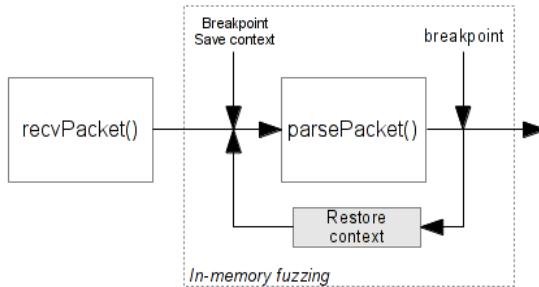 Breakpoint
Save context
breakpoint
recvPacket()
parsePacket()
Restore
context
In-memory fuzzing